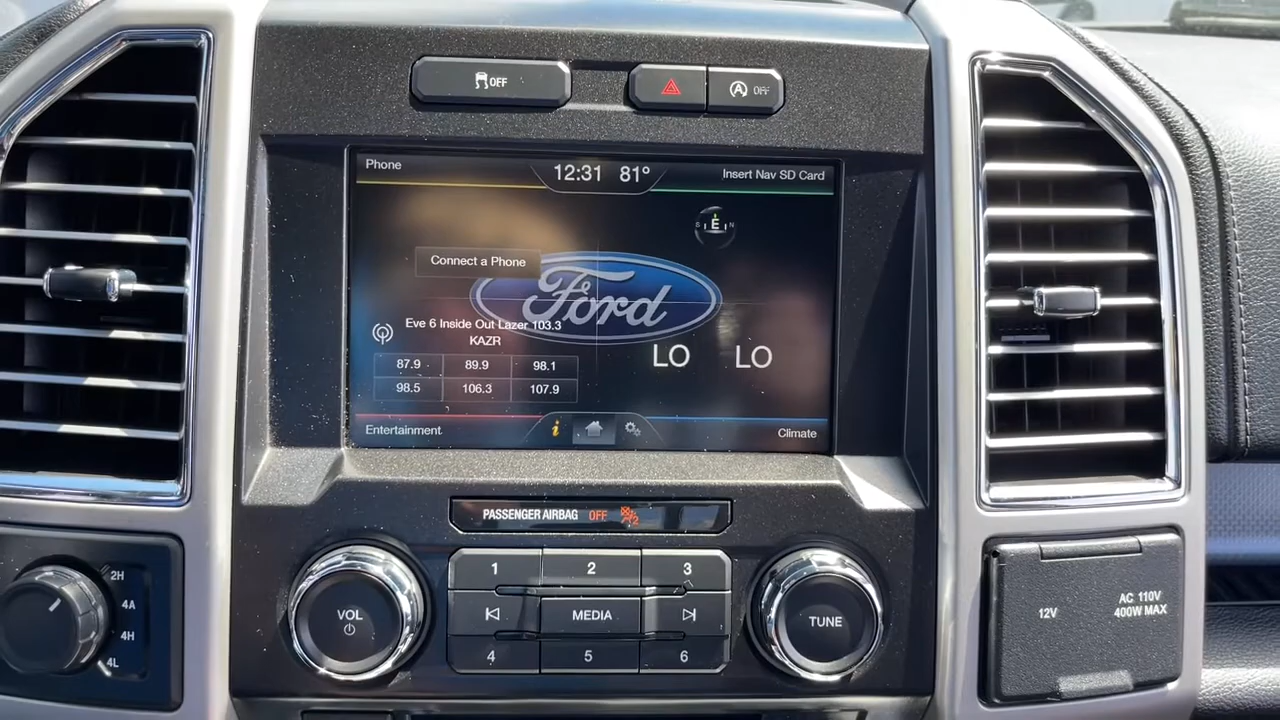 OFF
OFF
Phone
12:31 81°
Insert Nav SD Card
S E N
Connect a Phone
Ford
Eve 6 Inside Out Lazer 103.3
KAZR
LO LO
87.9 89.9 98.1
98.5 106.3 107.9
Entertainment
i
Climate
PASSENGER AIRBAG OFF
2
1 2 3
VOL
MEDIA
TUNE
4 5 6
2H
4A
4H
4L
12V
AC 110V
400W MAX